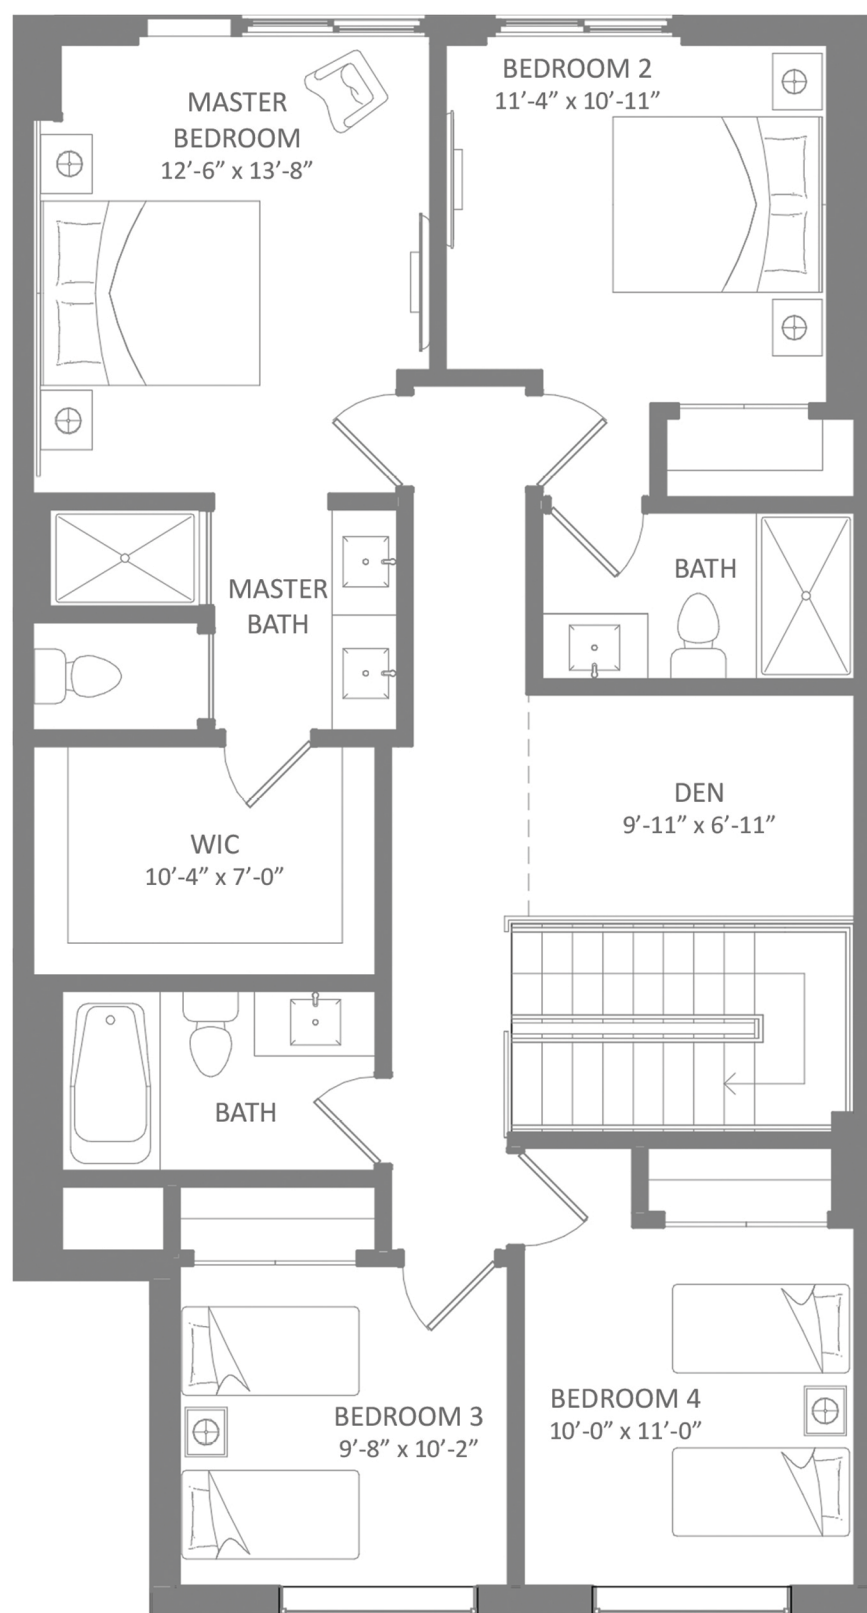 MASTER
BEDROOM
12’-6” x 13’-8”
BEDROOM 2
11’-4” x 10’-11”
MASTER
BATH
BATH
DEN
9’-11” x 6’-11”
WIC
10’-4” x 7’-0”
BATH
BEDROOM 3
9’-8” x 10’-2”
BEDROOM 4
10’-0” x 11’-0”